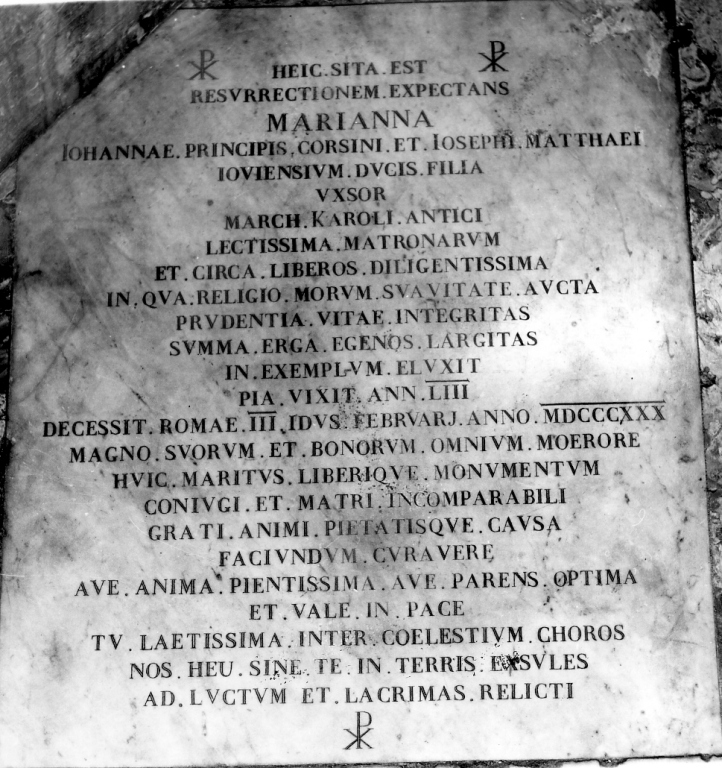 ☧ HEIC.SITA.EST ☧
RESVRRECTIONEM.EXPECTANS
MARIANNA
IOHANNAE.PRINCIPIS.CORSINI.ET.IOSEPHI.MATTHAEI
IOVIENSIVM.DVCIS.FILIA
VXSOR
MARCH.KAROLI.ANTICI
LECTISSIMA.MATRONARVM
ET.CIRCA.LIBEROS.DILIGENTISSIMA
IN.QVA.RELIGIO.MORVM.SVAVITATE.AVCTA
PRVDENTIA.VITAE.INTEGRITAS
SVMMA.ERGA.EGENOS.LARGITAS
IN.EXEMPLVM.ELVXIT
PIA.VIXIT.ANN.L̅I̅I̅I̅
DECESSIT.ROMAE.I̅I̅I̅.IDVS.FEBRVARJ.ANNO.M̅D̅C̅C̅C̅X̅X̅X̅
MAGNO.SVORVM.ET.BONORVM.OMNIVM.MOERORE
HVIC.MARITVS.LIBERIQVE.MONVMENTVM
CONIVGI.ET.MATRI.INCOMPARABILI
GRATI.ANIMI.PIETATISQVE.CAVSA
FACIVNDVM.CVRAVERE
AVE.ANIMA.PIENTISSIMA.AVE.PARENS.OPTIMA
ET.VALE.IN.PACE
TV.LAETISSIMA.INTER.COELESTIVM.CHOROS
NOS.HEU.SINE.TE.IN.TERRIS.EXSVLES
AD.LVCTVM.ET.LACRIMAS.RELICTI
☧